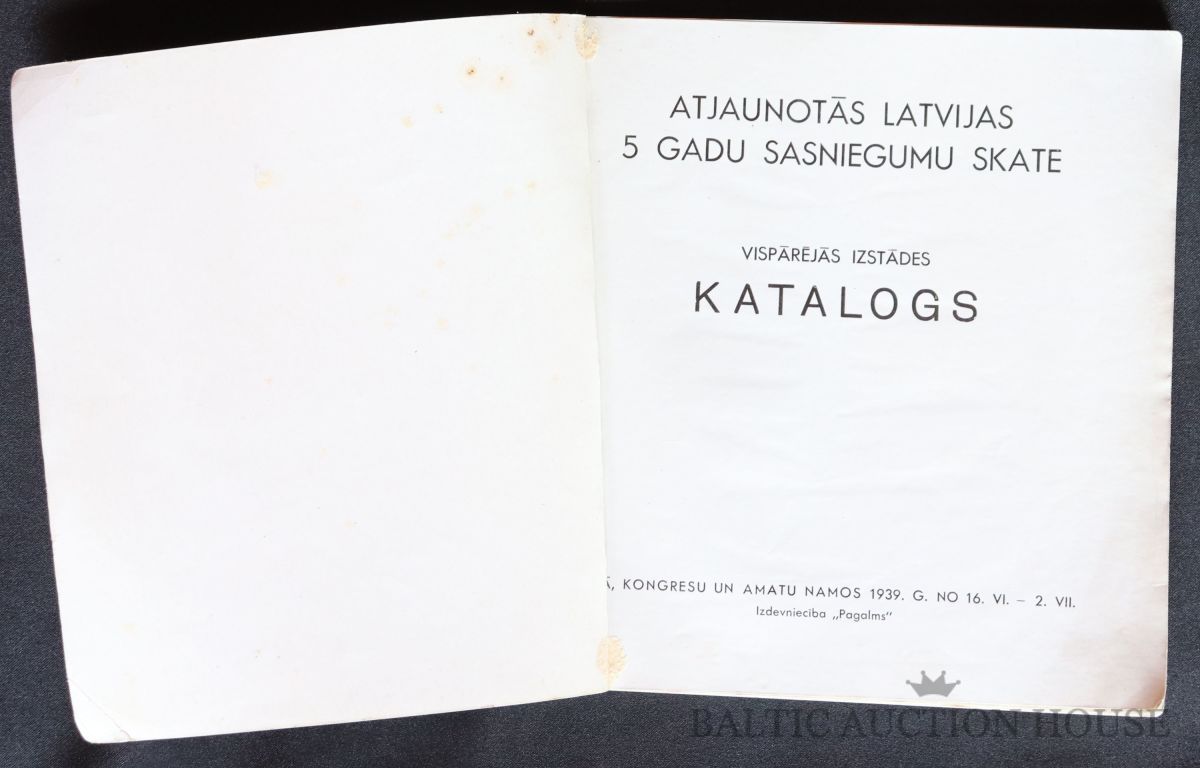 ATJAUNOTĀS LATVIJAS
5 GADU SASNIEGUMU SKATE
VISPĀRĒJĀS IZSTĀDES
KATALOGS
KONGRESU UN AMATU NAMOS 1939. G. NO 16. VI. – 2. VII.
Izdevniecība „Pagalms"
BALTIC AUCTION HOUSE